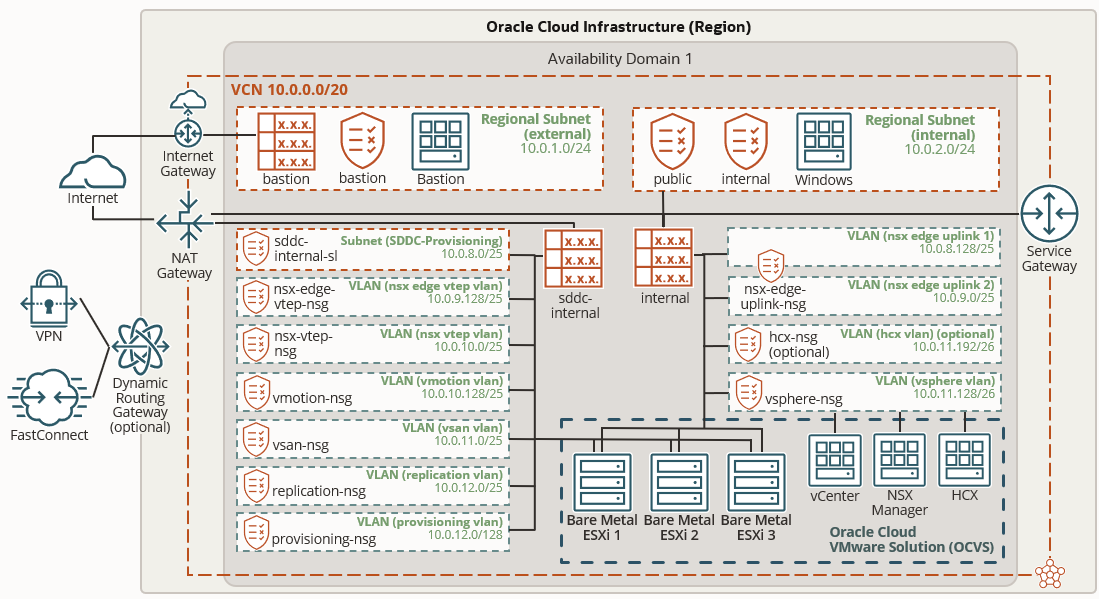 Oracle Cloud Infrastructure (Region)
Availability Domain 1
VCN 10.0.0.0/20
Internet
Gateway
Internet
NAT
Gateway
VPN
FastConnect
Dynamic
Routing
Gateway
(optional)
x.x.x.
x.x.x.
x.x.x.
bastion
bastion
Bastion
Regional Subnet
(external)
10.0.1.0/24
public
internal
Windows
Regional Subnet
(internal)
10.0.2.0/24
Service
Gateway
sddc-
internal-sl
Subnet (SDDC-Provisioning)
10.0.8.0/25
nsx-edge-
vtep-nsg
VLAN (nsx edge vtep vlan)
10.0.9.128/25
nsx-vtep-
nsg
VLAN (nsx vtep vlan)
10.0.10.0/25
vmotion-nsg
VLAN (vmotion vlan)
10.0.10.128/25
vsan-nsg
VLAN (vsan vlan)
10.0.11.0/25
replication-nsg
VLAN (replication vlan)
10.0.12.0/25
provisioning-nsg
VLAN (provisioning vlan)
10.0.12.0/128
x.x.x.
x.x.x.
x.x.x.
sddc-
internal
x.x.x.
x.x.x.
x.x.x.
internal
VLAN (nsx edge uplink 1)
10.0.8.128/25
nsx-edge-
uplink-nsg
VLAN (nsx edge uplink 2)
10.0.9.0/25
hcx-nsg
(optional)
VLAN (hcx vlan) (optional)
10.0.11.192/26
vsphere-nsg
VLAN (vsphere vlan)
10.0.11.128/26
Bare Metal
ESXi 1
Bare Metal
ESXi 2
Bare Metal
ESXi 3
vCenter
NSX
Manager
HCX
Oracle Cloud
VMware Solution (OCVS)